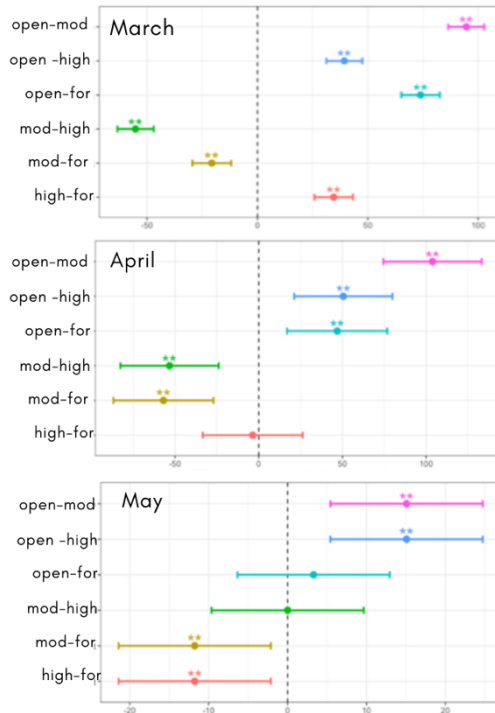 March
open-mod **
open -high **
open-for **
mod-high **
mod-for **
high-for **
-50 0 50 100
April
open-mod **
open -high **
open-for **
mod-high **
mod-for **
high-for
-50 0 50 100
May
open-mod **
open -high **
open-for
mod-high
mod-for **
high-for **
-20 -10 0 10 20